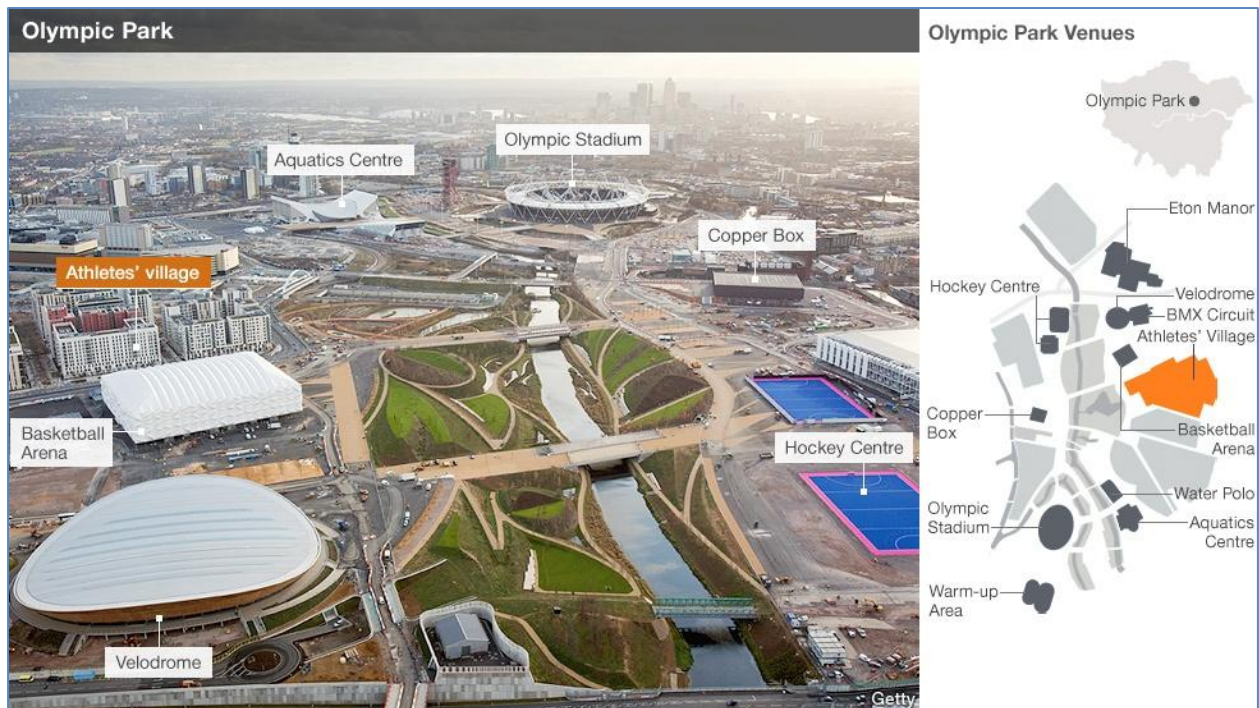 Olympic Park
Olympic Stadium
Aquatics Centre
Copper Box
Athletes' village
Basketball
Arena
Hockey Centre
Velodrome
Getty
Olympic Park Venues
Olympic Park
Eton Manor
Hockey Centre
Velodrome
BMX Circuit
Athletes' Village
Copper
Box
Basketball
Arena
Water Polo
Olympic
Stadium
Aquatics
Centre
Warm-up
Area